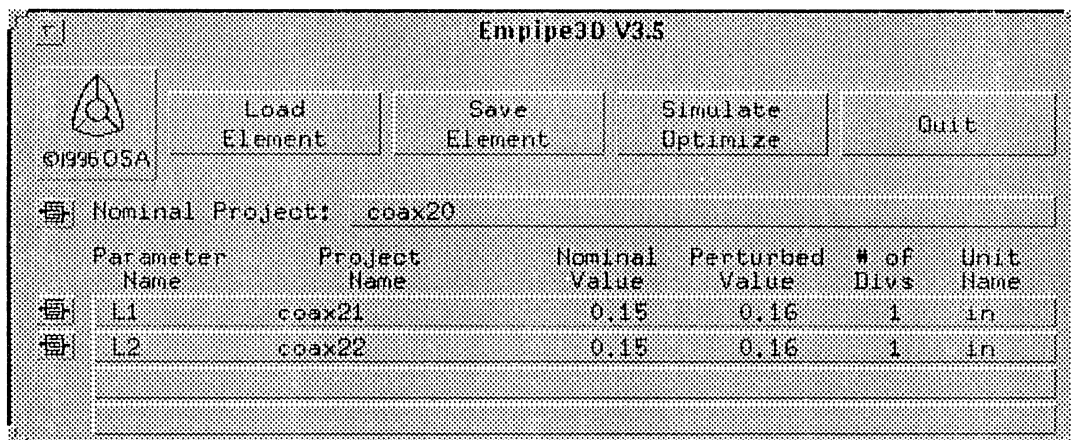 Empipe3D V3.5
Load Element
Save Element
Simulate Optimize
Quit
©1996 OSA
Nominal Project: coax20
Parameter Name Project Name Nominal Value Perturbed Value # of Divs Unit Name
L1 coax21 0.15 0.16 1 in
L2 coax22 0.15 0.16 1 in